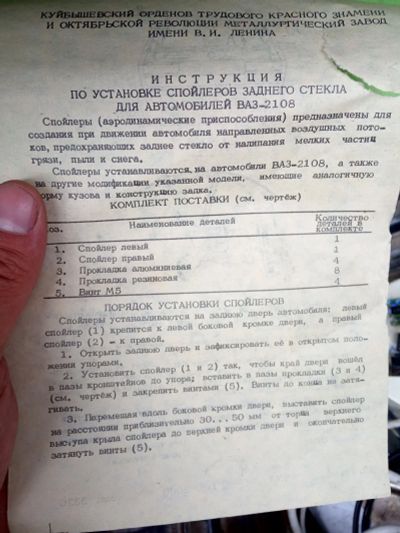 КУЙБЫШЕВСКИЙ ОРДЕНОВ ТРУДОВОГО КРАСНОГО ЗНАМЕНИ
И ОКТЯБРЬСКОЙ РЕВОЛЮЦИИ МЕТАЛЛУРГИЧЕСКИЙ ЗАВОД
ИМЕНИ В. И. ЛЕНИНА
ИНСТРУКЦИЯ
ПО УСТАНОВКЕ СПОЙЛЕРОВ ЗАДНЕГО СТЕКЛА
ДЛЯ АВТОМОБИЛЕЙ ВАЗ-2108
Спойлеры (аэродинамические приспособления) предназначены для
создания при движении автомобиля направленных воздушных пото-
ков, предохраняющих заднее стекло от налипания мелких частиц
грязи, пыли и снега.
Спойлеры устанавливаются на автомобили ВАЗ-2108, а также
на другие модификации указанной модели, имеющие аналогичную
форму кузова и конструкцию задка.
КОМПЛЕКТ ПОСТАВКИ (см. чертёж)
оз. Наименование деталей Количество
деталей в
комплекте
1. Спойлер левый 1
2. Спойлер правый 1
3. Прокладка алюминиевая 4
4. Прокладка резиновая 8
5. Винт М5 4
ПОРЯДОК УСТАНОВКИ СПОЙЛЕРОВ
Спойлеры устанавливаются на заднюю дверь автомобиля: левый
спойлер (1) крепится к левой боковой кромке двери, а правый
спойлер (2) – к правой.
1. Открыть заднюю дверь и зафиксировать её в открытом поло-
жении упорами.
2. Установить спойлер (1 и 2) так, чтобы край двери вошёл
в пазы кронштейнов до упора; вставить в пазы прокладки (3 и 4)
(см. чертёж) и закрепить винтами (5). Винты до конца не затя-
гивать.
3. Перемещая вдоль боковой кромки двери, выставить спойлер
на расстоянии приблизительно 30...50 мм от торца верхнего
выступа крыла спойлера до верхней кромки двери и окончательно
затянуть винты (5).